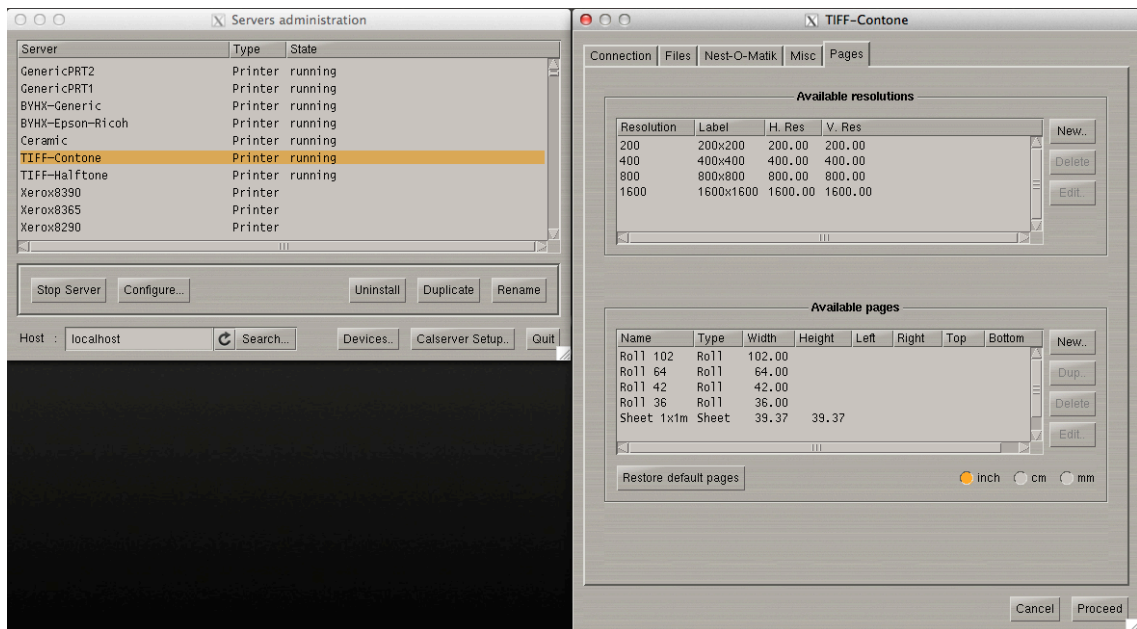 Servers administration
Server Type State
GenericPRT2 Printer running
GenericPRT1 Printer running
BYHX-Generic Printer running
BYHX-Epson-Ricoh Printer running
Ceramic Printer running
TIFF-Contone Printer running
TIFF-Halftone Printer running
Xerox8390 Printer
Xerox8365 Printer
Xerox8290 Printer
Stop Server Configure... Uninstall Duplicate Rename
Host : localhost Search... Devices.. Calserver Setup.. Quit
TIFF-Contone
Connection Files Nest-O-Matik Misc Pages
Available resolutions
Resolution Label H. Res V. Res New..
200 200x200 200.00 200.00
400 400x400 400.00 400.00 Delete
800 800x800 800.00 800.00
1600 1600x1600 1600.00 1600.00 Edit..
Available pages
Name Type Width Height Left Right Top Bottom New..
Roll 102 Roll 102.00
Roll 64 Roll 64.00 Dup..
Roll 42 Roll 42.00
Roll 36 Roll 36.00 Delete
Sheet 1x1m Sheet 39.37 39.37
Edit..
Restore default pages inch cm mm
Cancel Proceed